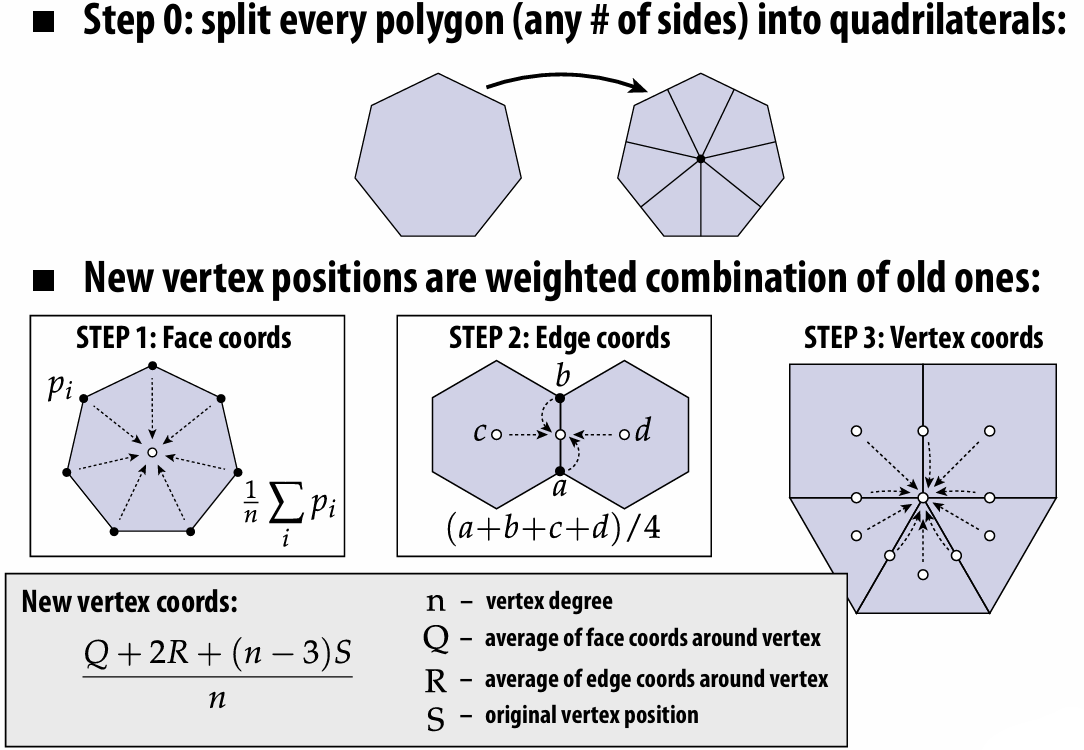 ■ Step 0: split every polygon (any # of sides) into quadrilaterals:
■ New vertex positions are weighted combination of old ones:
STEP 1: Face coords
p_i
\frac{1}{n} \sum_i p_i
STEP 2: Edge coords
b
c
d
a
(a+b+c+d)/4
STEP 3: Vertex coords
New vertex coords:
\frac{Q + 2R + (n − 3)S}{n}
n – vertex degree
Q – average of face coords around vertex
R – average of edge coords around vertex
S – original vertex position